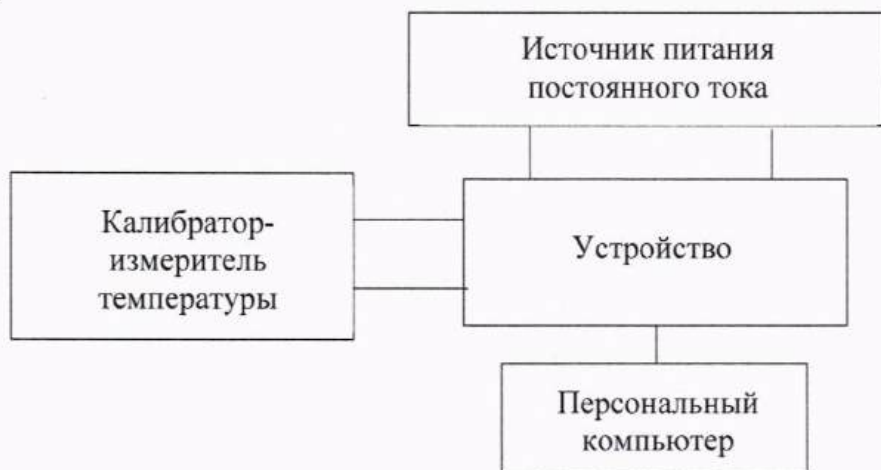 Источник питания
постоянного тока
Калибратор-
измеритель
температуры
Устройство
Персональный
компьютер